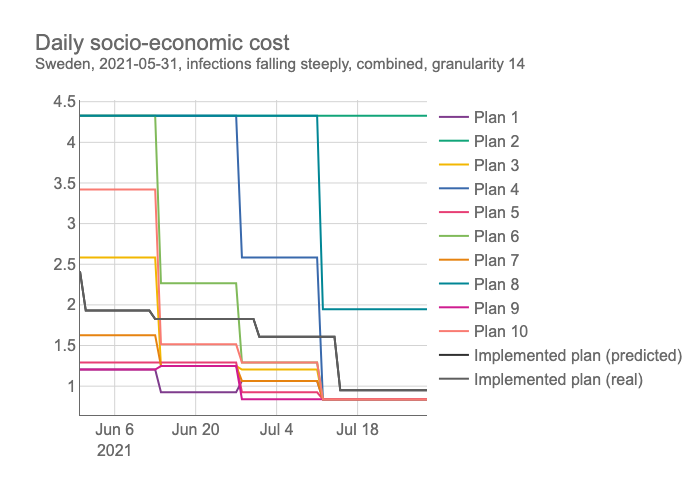 Daily socio-economic cost
Sweden, 2021-05-31, infections falling steeply, combined, granularity 14
4.5
4
3.5
3
2.5
2
1.5
1
Jun 6
2021
Jun 20
Jul 4
Jul 18
Plan 1
Plan 2
Plan 3
Plan 4
Plan 5
Plan 6
Plan 7
Plan 8
Plan 9
Plan 10
Implemented plan (predicted)
Implemented plan (real)